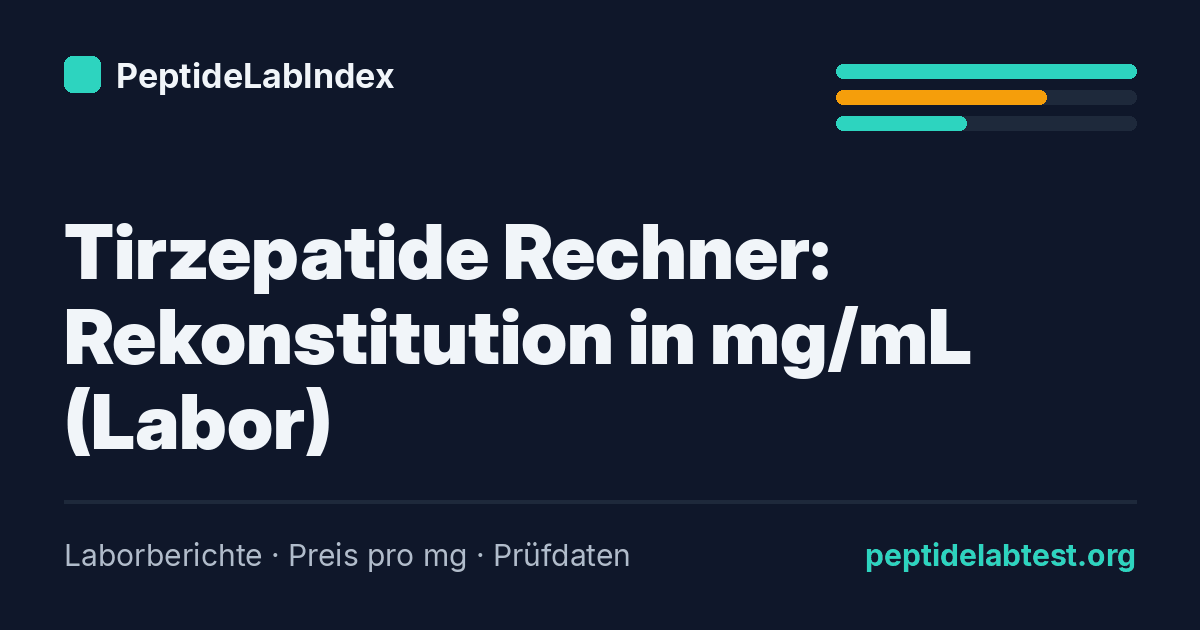 PeptideLabIndex
Tirzepatide Rechner:
Rekonstitution in mg/mL
(Labor)
Laborberichte · Preis pro mg · Prüfdaten
peptidelabtest.org